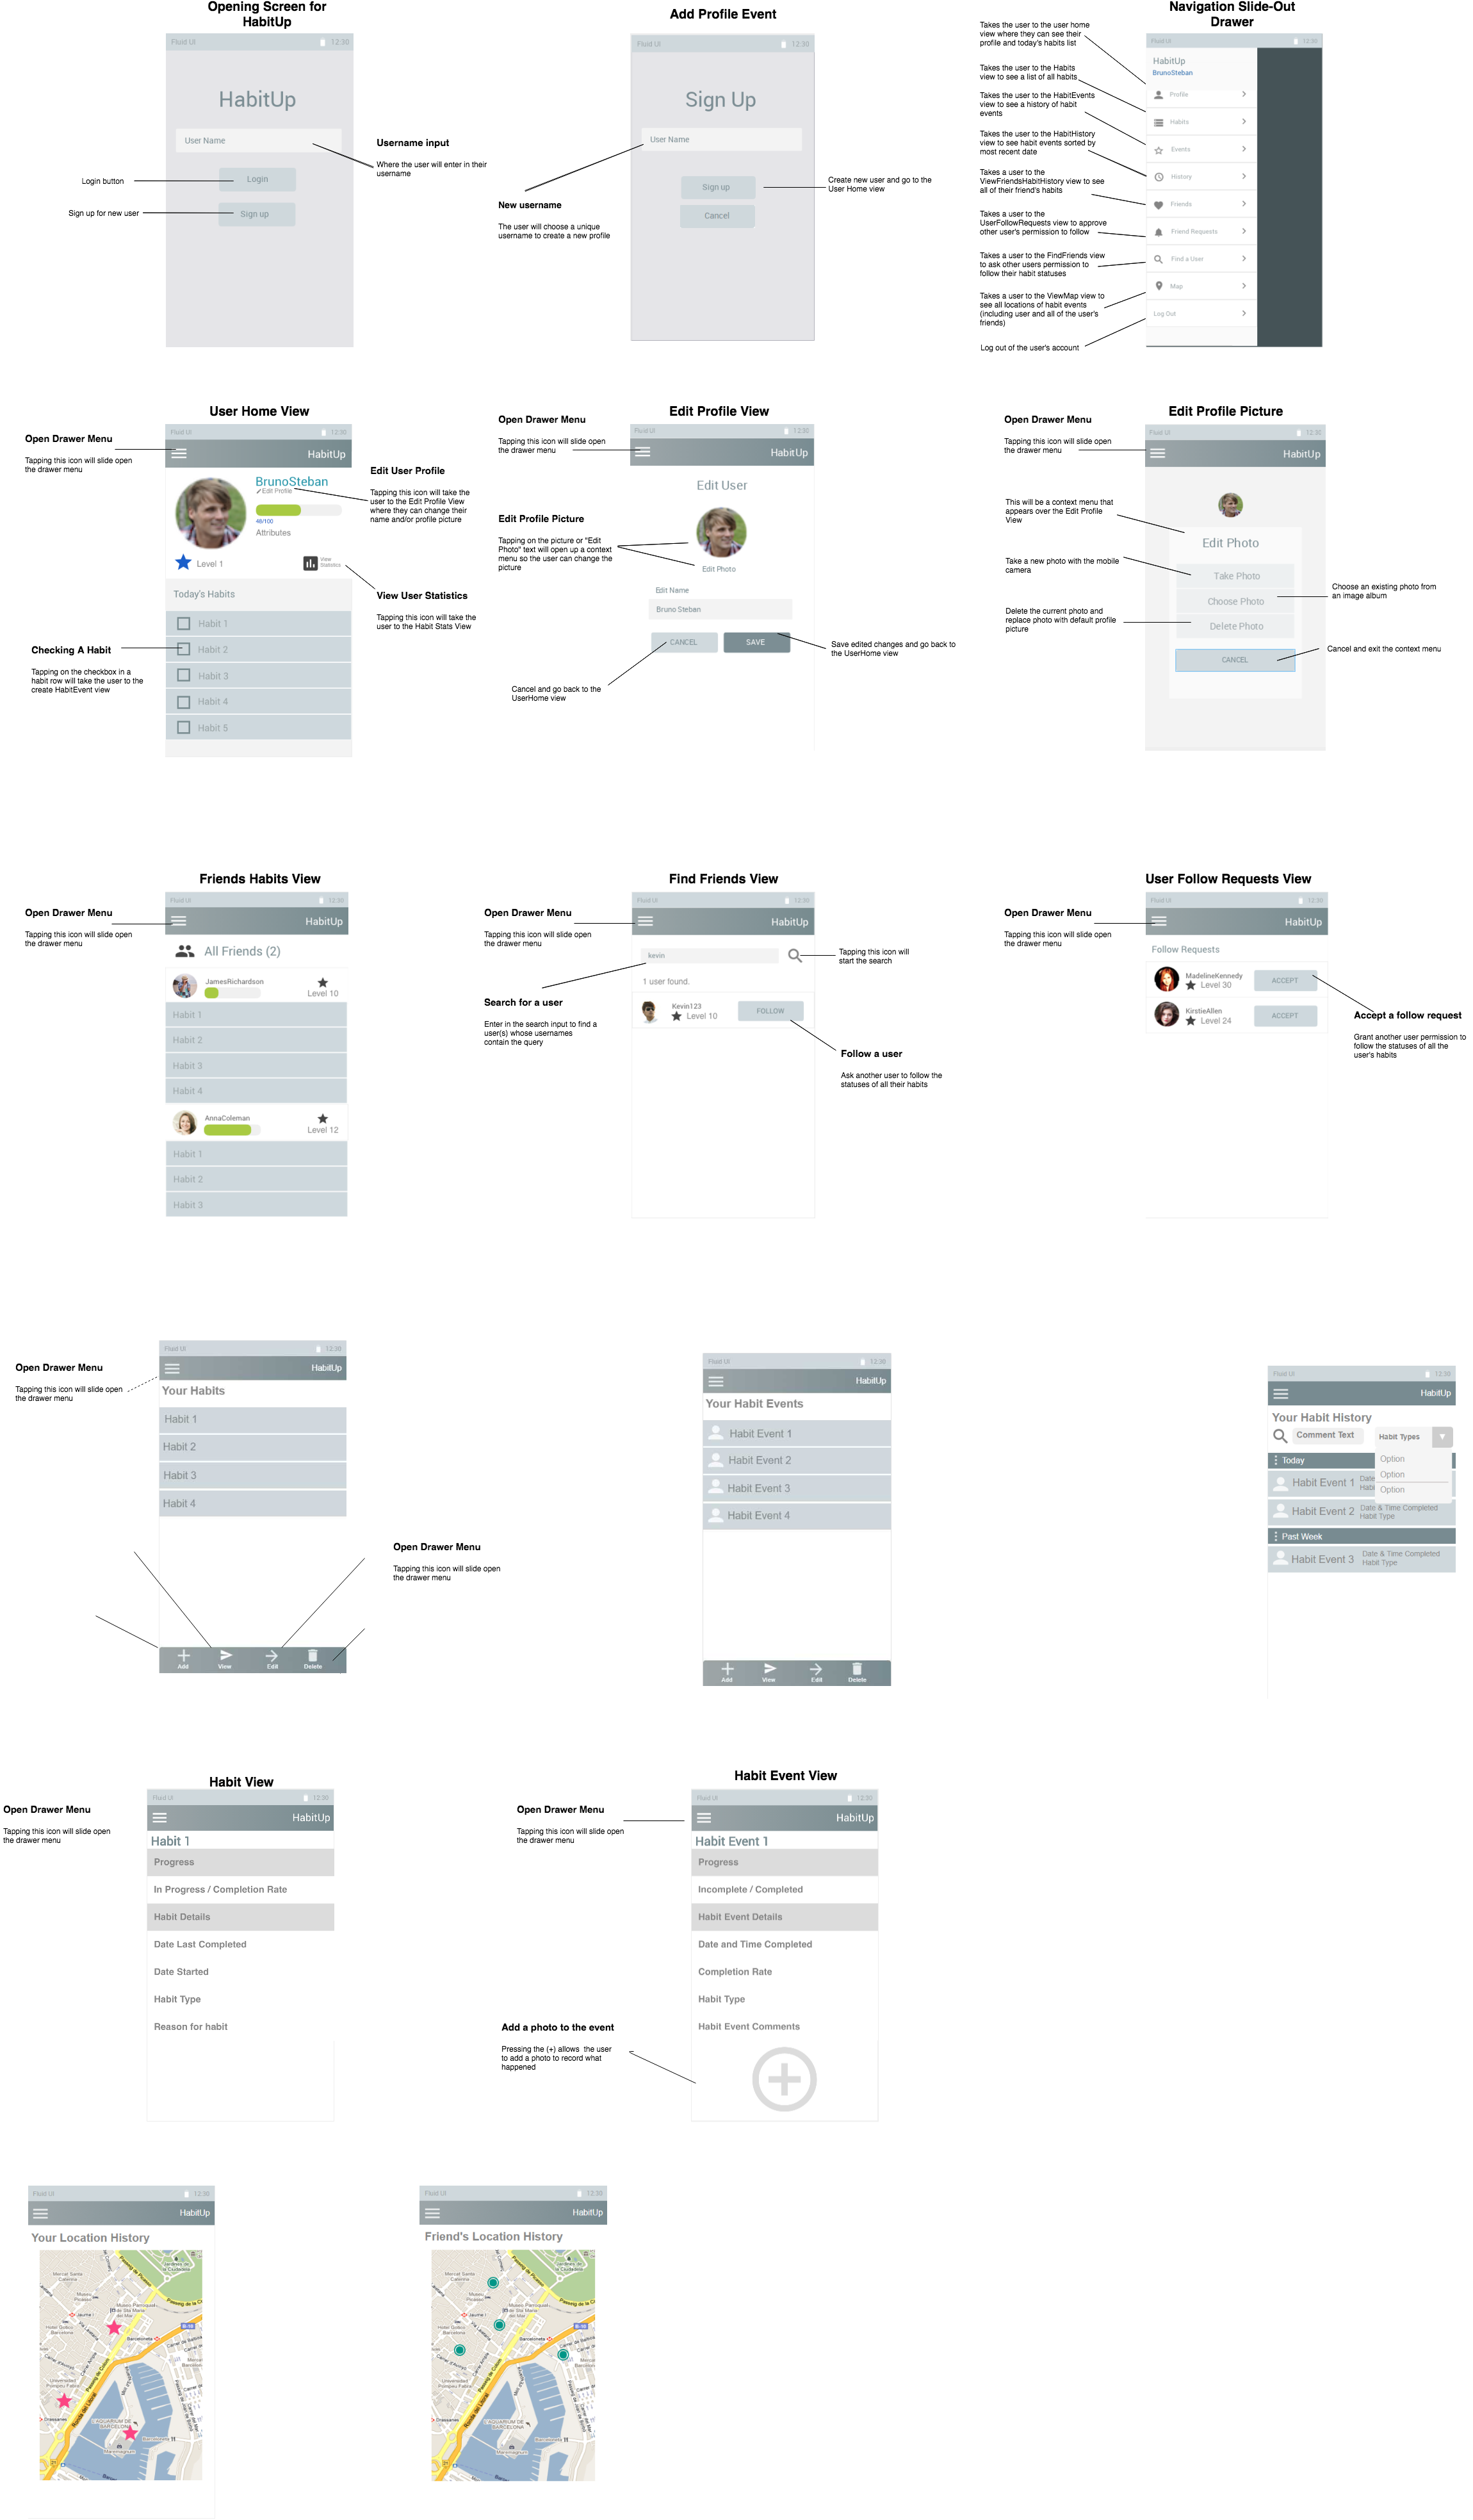 Opening Screen for
HabitUp
Fluid UI 12:30
HabitUp
User Name
Login
Sign up
Login button
Sign up for new user
Username input
Where the user will enter in their
username
Add Profile Event
Fluid UI 12:30
Sign Up
User Name
Sign up
Cancel
New username
The user will choose a unique
username to create a new profile
Create new user and go to the
User Home view
Navigation Slide-Out
Drawer
Takes the user to the user home
view where they can see their
profile and today's habits list
Takes the user to the Habits
view to see a list of all habits
Takes the user to the HabitEvents
view to see a history of habit
events
Takes the user to the HabitHistory
view to see habit events sorted by
most recent date
Takes a user to the
ViewFriendsHabitHistory view to see
all of their friend's habits
Takes a user to the
UserFollowRequests view to approve
other user's permission to follow
Takes a user to the FindFriends view
to ask other users permission to
follow their habit statuses
Takes a user to the ViewMap view to
see all locations of habit events
(including user and all of the user's
friends)
Log out of the user's account
Fluid UI 12:30
HabitUp
BrunoSteban
Profile
Habits
Events
History
Friends
Friend Requests
Find a User
Map
Log Out
User Home View
Open Drawer Menu
Tapping this icon will slide open
the drawer menu
Fluid UI 12:30
HabitUp
BrunoSteban
Edit Profile
48/100
Attributes
Level 1
View
Statistics
Today's Habits
Habit 1
Habit 2
Habit 3
Habit 4
Habit 5
Checking A Habit
Tapping on the checkbox in a
habit row will take the user to the
create HabitEvent view
Edit User Profile
Tapping this icon will take the
user to the Edit Profile View
where they can change their
name and/or profile picture
View User Statistics
Tapping this icon will take the
user to the Habit Stats View
Edit Profile View
Open Drawer Menu
Tapping this icon will slide open
the drawer menu
Fluid UI 12:30
HabitUp
Edit User
Edit Photo
Edit Name
Bruno Steban
CANCEL
SAVE
Edit Profile Picture
Tapping on the picture or "Edit
Photo" text will open up a context
menu so the user can change the
picture
Cancel and go back to the
UserHome view
Save edited changes and go back to
the UserHome view
Edit Profile Picture
Open Drawer Menu
Tapping this icon will slide open
the drawer menu
Fluid UI 12:30
HabitUp
Edit Photo
Take Photo
Choose Photo
Delete Photo
CANCEL
This will be a context menu that
appears over the Edit Profile
View
Take a new photo with the mobile
camera
Delete the current photo and
replace photo with default profile
picture
Choose an existing photo from
an image album
Cancel and exit the context menu
Friends Habits View
Open Drawer Menu
Tapping this icon will slide open
the drawer menu
Fluid UI 12:30
HabitUp
All Friends (2)
JamesRichardson
Level 10
Habit 1
Habit 2
Habit 3
Habit 4
AnnaColeman
Level 12
Habit 1
Habit 2
Habit 3
Find Friends View
Open Drawer Menu
Tapping this icon will slide open
the drawer menu
Fluid UI 12:30
HabitUp
kevin
1 user found.
Kevin123
Level 10
FOLLOW
Search for a user
Enter in the search input to find a
user(s) whose usernames
contain the query
Tapping this icon will
start the search
Follow a user
Ask another user to follow the
statuses of all their habits
User Follow Requests View
Open Drawer Menu
Tapping this icon will slide open
the drawer menu
Fluid UI 12:30
HabitUp
Follow Requests
MadelineKennedy
Level 30
ACCEPT
KirstieAllen
Level 24
ACCEPT
Accept a follow request
Grant another user permission to
follow the statuses of all the
user's habits
Open Drawer Menu
Tapping this icon will slide open
the drawer menu
Fluid UI 12:30
HabitUp
Your Habits
Habit 1
Habit 2
Habit 3
Habit 4
Add View Edit Delete
Open Drawer Menu
Tapping this icon will slide open
the drawer menu
Fluid UI 12:30
HabitUp
Your Habit Events
Habit Event 1
Habit Event 2
Habit Event 3
Habit Event 4
Add View Edit Delete
Fluid UI 12:30
HabitUp
Your Habit History
Comment Text Habit Types
Option
Option
Option
Today
Habit Event 1 Date
Habit Event 2 Date & Time Completed
Habit Type
Past Week
Habit Event 3 Date & Time Completed
Habit Type
Habit View
Open Drawer Menu
Tapping this icon will slide open
the drawer menu
Fluid UI 12:30
HabitUp
Habit 1
Progress
In Progress / Completion Rate
Habit Details
Date Last Completed
Date Started
Habit Type
Reason for habit
Habit Event View
Open Drawer Menu
Tapping this icon will slide open
the drawer menu
Fluid UI 12:30
HabitUp
Habit Event 1
Progress
Incomplete / Completed
Habit Event Details
Date and Time Completed
Completion Rate
Habit Type
Habit Event Comments
Add a photo to the event
Pressing the (+) allows the user
to add a photo to record what
happened
Fluid UI 12:30
HabitUp
Your Location History
Fluid UI 12:30
HabitUp
Friend's Location History